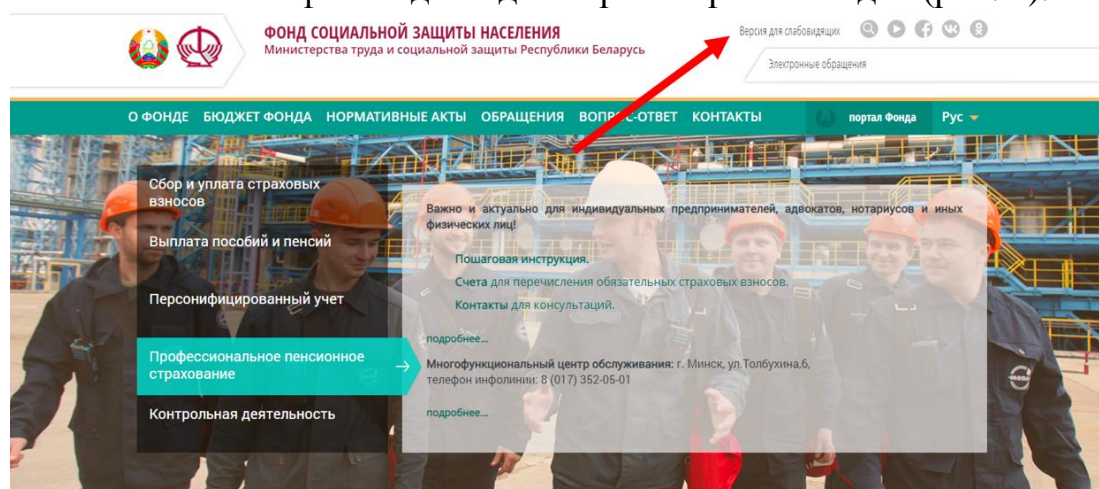 ФОНД СОЦИАЛЬНОЙ ЗАЩИТЫ НАСЕЛЕНИЯ
Министерства труда и социальной защиты Республики Беларусь
Версия для слабовидящих
Электронные обращения
О ФОНДЕ БЮДЖЕТ ФОНДА НОРМАТИВНЫЕ АКТЫ ОБРАЩЕНИЯ ВОПРОС-ОТВЕТ КОНТАКТЫ портал Фонда Рус
Сбор и уплата страховых
взносов
Выплата пособий и пенсий
Персонифицированный учет
Профессиональное пенсионное
страхование
Контрольная деятельность
Важно и актуально для индивидуальных предпринимателей, адвокатов, нотариусов и иных
физических лиц!
Пошаговая инструкция.
Счета для перечисления обязательных страховых взносов.
Контакты для консультаций.
подробнее...
Многофункциональный центр обслуживания: г. Минск, ул.Толбухина,6,
телефон инфолинии: 8 (017) 352-05-01
подробнее...